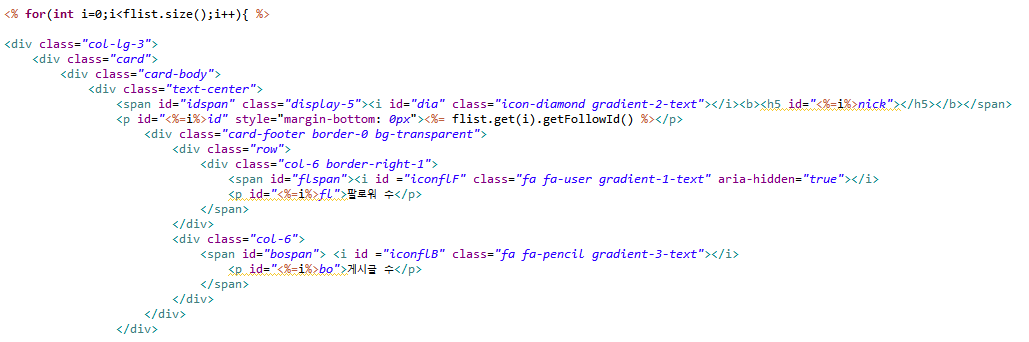 <% for(int i=0;i<flist.size();i++){ %>
<div class="col-lg-3">
<div class="card">
<div class="card-body">
<div class="text-center">
<span id="idspan" class="display-5"><i id="dia" class="icon-diamond gradient-2-text"></i><b><h5 id="<%=i%>nick"></h5></b></span>
<p id="<%=i%>id" style="margin-bottom: 0px"><%= flist.get(i).getFollowId() %></p>
<div class="card-footer border-0 bg-transparent">
<div class="row">
<div class="col-6 border-right-1">
<span id="flspan"><i id ="iconflF" class="fa fa-user gradient-1-text" aria-hidden="true"></i>
<p id="<%=i%>fl">팔로워 수</p>
</span>
</div>
<div class="col-6">
<span id="bospan"> <i id ="iconflB" class="fa fa-pencil gradient-3-text"></i>
<p id="<%=i%>bo">게시글 수</p>
</span>
</div>
</div>
</div>